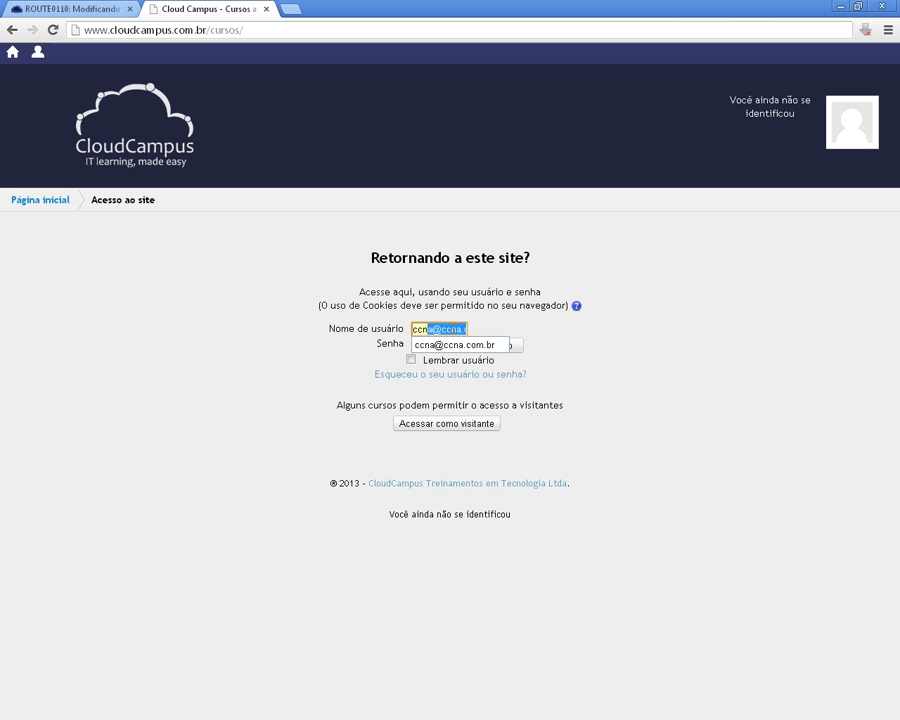 ROUTE0110: Modificando
Cloud Campus - Cursos a
www.cloudcampus.com.br/cursos/
CloudCampus
IT learning, made easy
Você ainda não se
identificou
Página inicial
Acesso ao site
Retornando a este site?
Acesse aqui, usando seu usuário e senha
(O uso de Cookies deve ser permitido no seu navegador)
Nome de usuário ccna@ccna.
Senha ccna@ccna.com.br
Lembrar usuário
Esqueceu o seu usuário ou senha?
Alguns cursos podem permitir o acesso a visitantes
Acessar como visitante
® 2013 - CloudCampus Treinamentos em Tecnologia Ltda.
Você ainda não se identificou